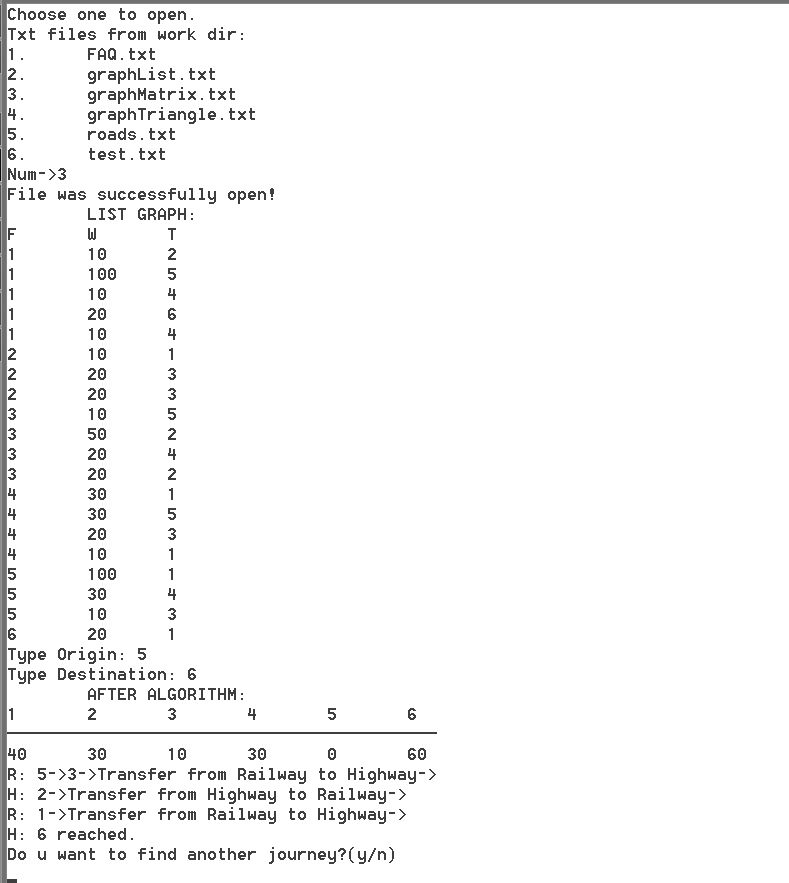 Choose one to open.
Txt files from work dir:
1. FAQ.txt
2. graphList.txt
3. graphMatrix.txt
4. graphTriangle.txt
5. roads.txt
6. test.txt
Num->3
File was successfully open!
LIST GRAPH:
F W T
1 10 2
1 100 5
1 10 4
1 20 6
1 10 4
2 10 1
2 20 3
2 20 3
3 10 5
3 50 2
3 20 4
3 20 2
4 30 1
4 30 5
4 20 3
4 10 1
5 100 1
5 30 4
5 10 3
6 20 1
Type Origin: 5
Type Destination: 6
AFTER ALGORITHM:
1 2 3 4 5 6
40 30 10 30 0 60
R: 5->3->Transfer from Railway to Highway->
H: 2->Transfer from Highway to Railway->
R: 1->Transfer from Railway to Highway->
H: 6 reached.
Do u want to find another journey?(y/n)